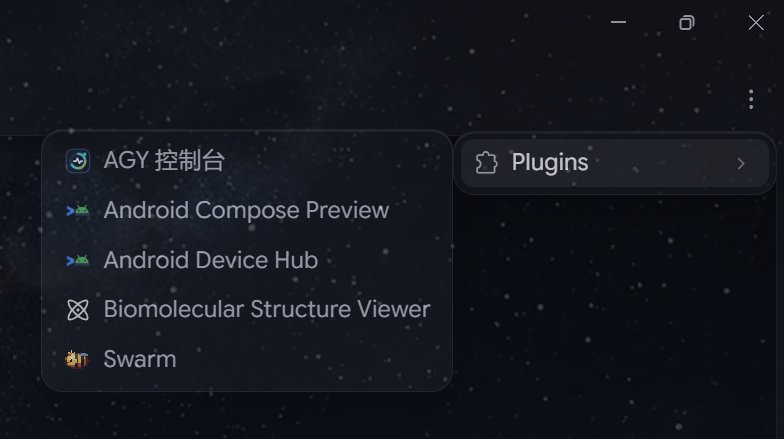 AGY 控制台
Android Compose Preview
Android Device Hub
Biomolecular Structure Viewer
Swarm
Plugins